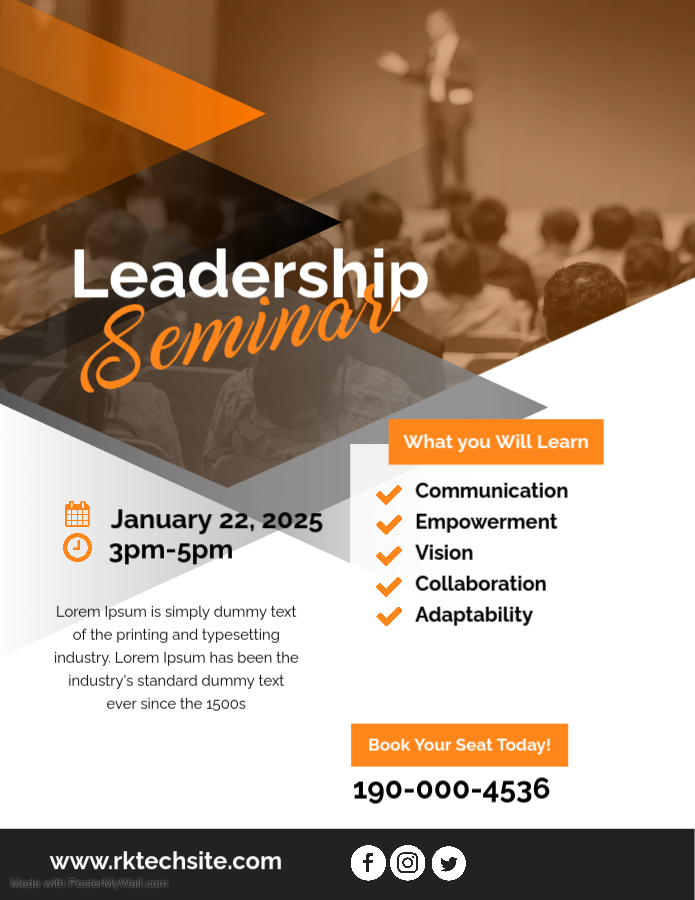 Leadership
Seminar
What you Will Learn
Communication
Empowerment
Vision
Collaboration
Adaptability
January 22, 2025
3pm-5pm
Lorem Ipsum is simply dummy text
of the printing and typesetting
industry. Lorem Ipsum has been the
industry's standard dummy text
ever since the 1500s
Book Your Seat Today!
190-000-4536
www.rktechsite.com
Made with PosterMyWall.com